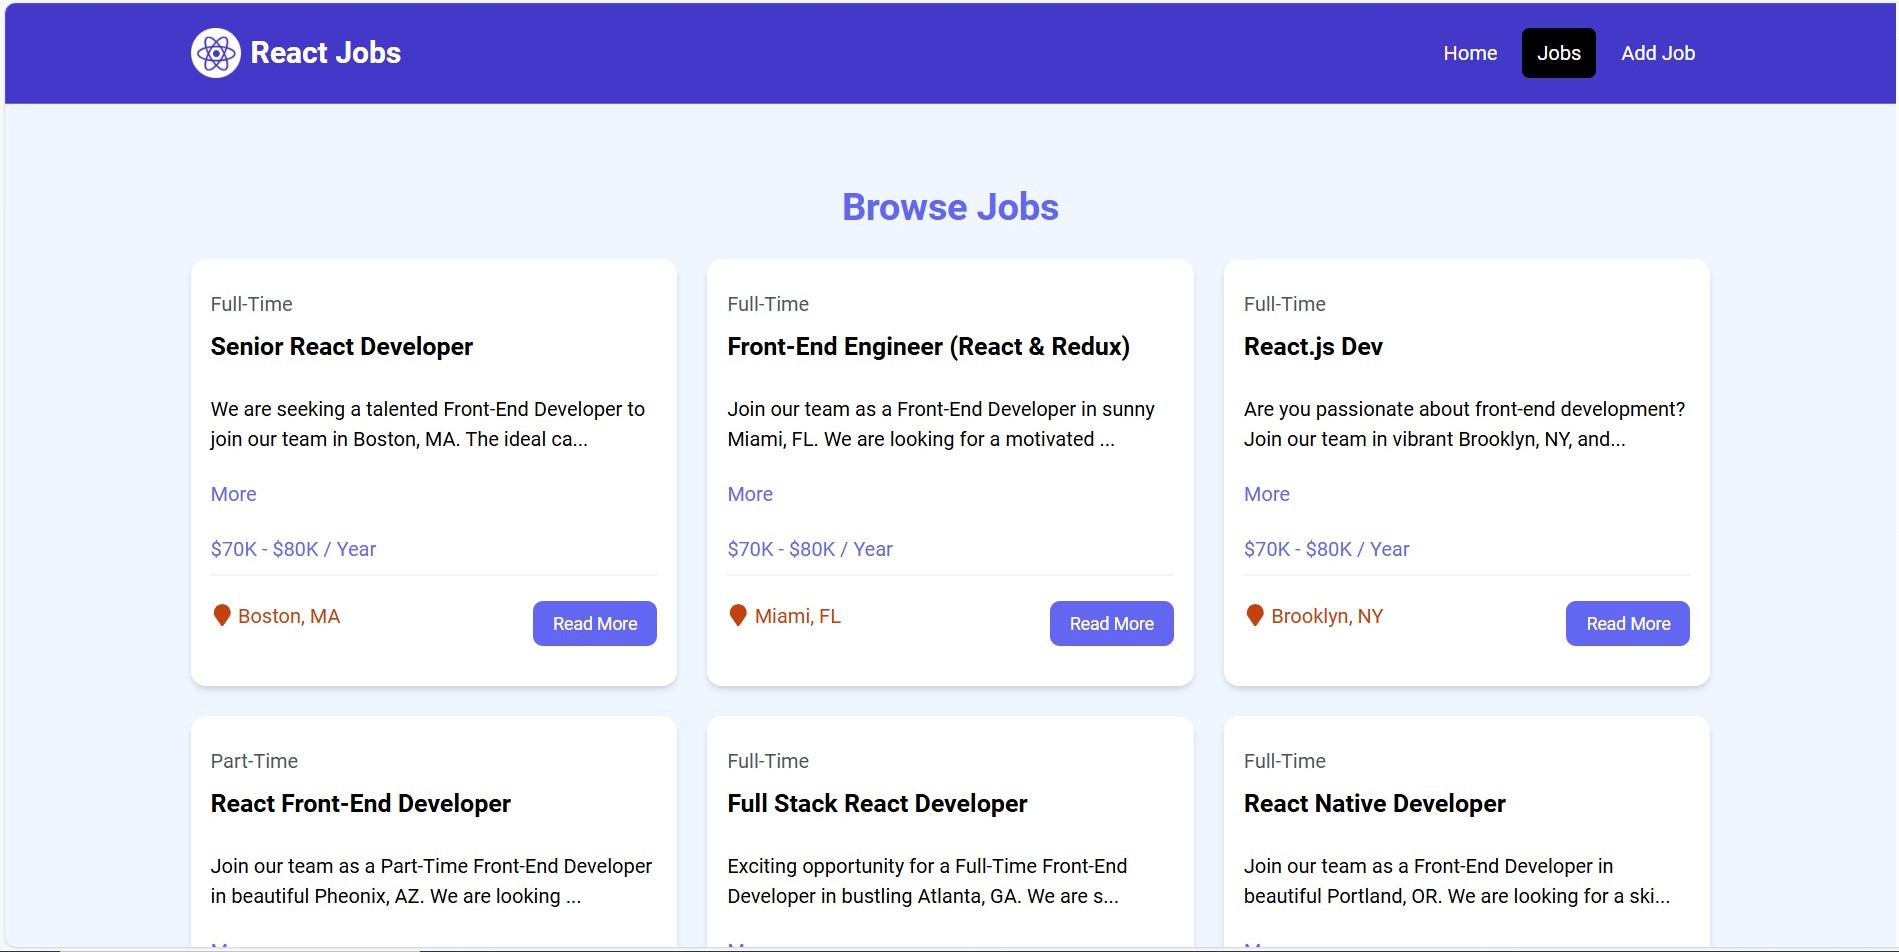 React Jobs
Home
Jobs
Add Job
Browse Jobs
Full-Time
Senior React Developer
We are seeking a talented Front-End Developer to
join our team in Boston, MA. The ideal ca...
More
$70K - $80K / Year
Boston, MA
Read More
Full-Time
Front-End Engineer (React & Redux)
Join our team as a Front-End Developer in sunny
Miami, FL. We are looking for a motivated ...
More
$70K - $80K / Year
Miami, FL
Read More
Full-Time
React.js Dev
Are you passionate about front-end development?
Join our team in vibrant Brooklyn, NY, and...
More
$70K - $80K / Year
Brooklyn, NY
Read More
Part-Time
React Front-End Developer
Join our team as a Part-Time Front-End Developer
in beautiful Pheonix, AZ. We are looking ...
Full-Time
Full Stack React Developer
Exciting opportunity for a Full-Time Front-End
Developer in bustling Atlanta, GA. We are s...
Full-Time
React Native Developer
Join our team as a Front-End Developer in
beautiful Portland, OR. We are looking for a ski...